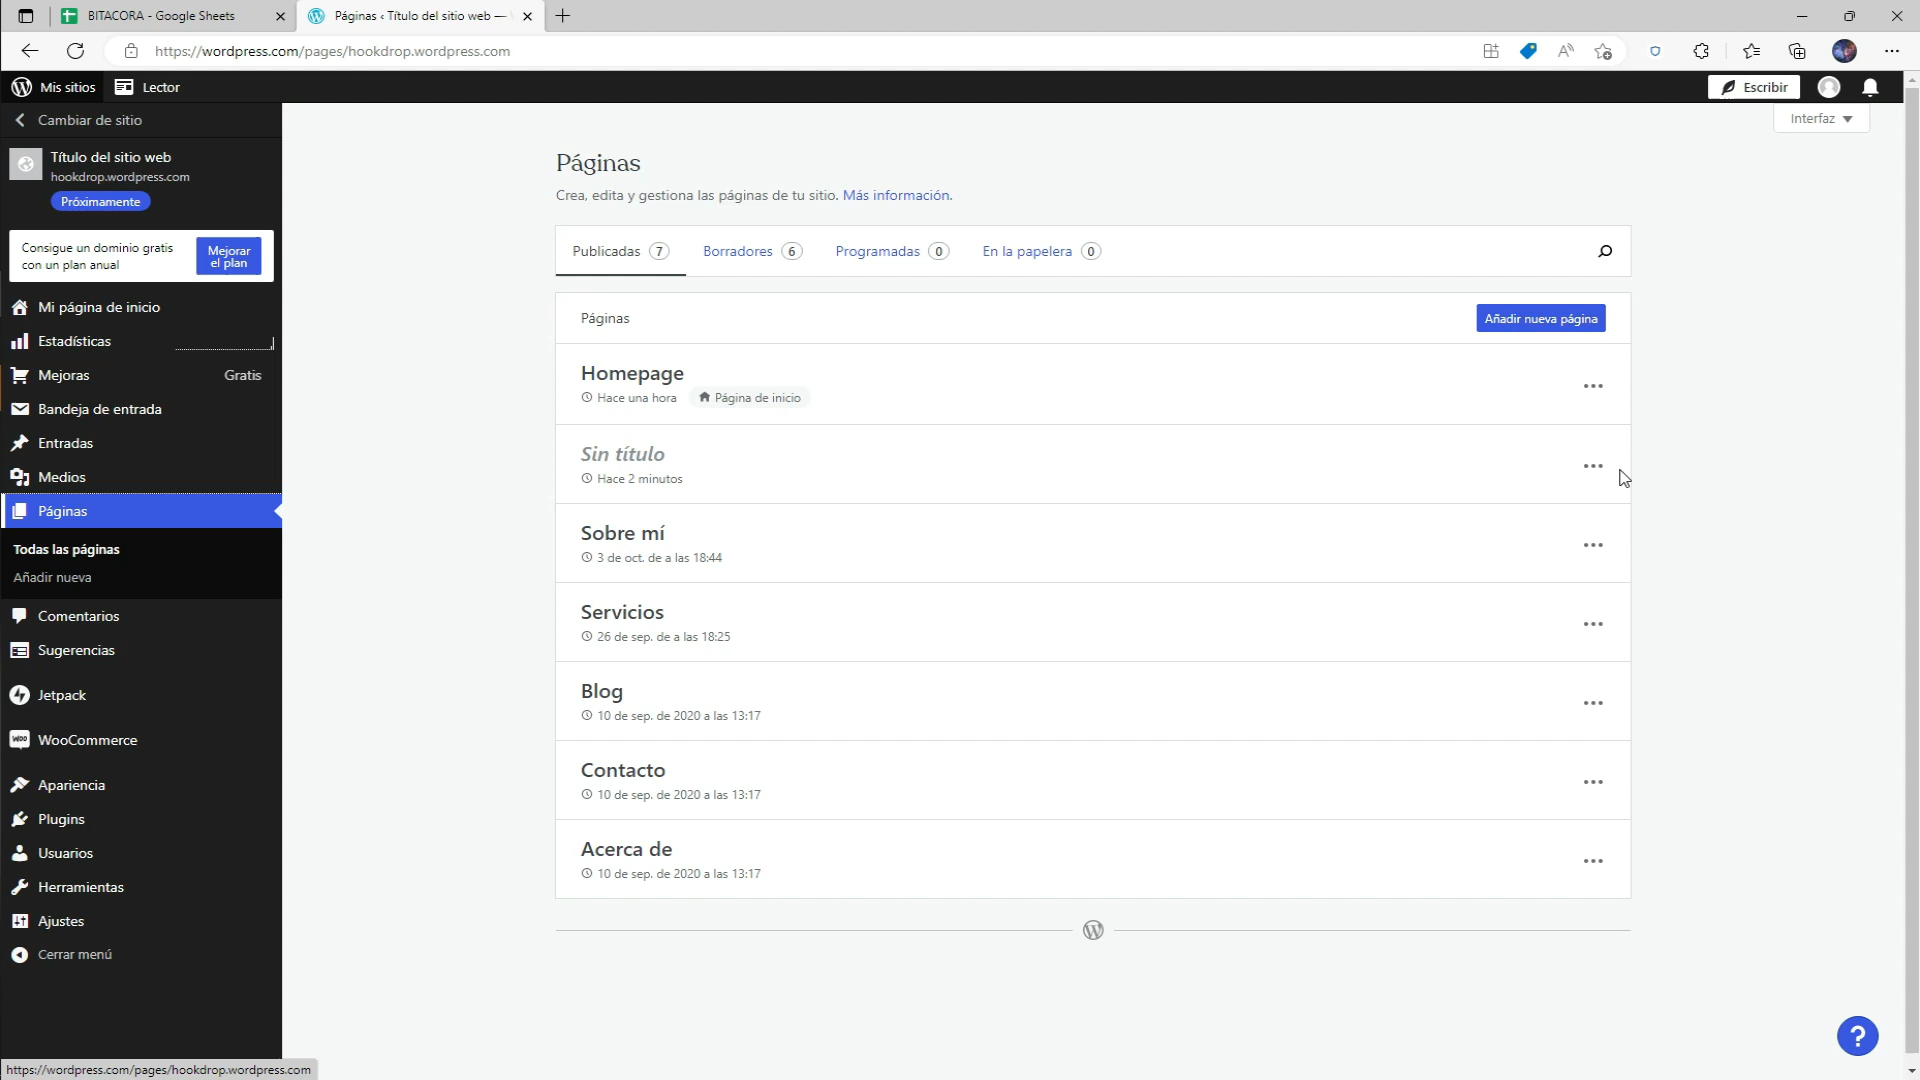 BITACORA - Google Sheets
Páginas ‹ Título del sitio web —
https://wordpress.com/pages/hookdrop.wordpress.com
Mis sitios
Lector
Escribir
Cambiar de sitio
Interfaz
Título del sitio web
hookdrop.wordpress.com
Próximamente
Consigue un dominio gratis
con un plan anual
Mejorar
el plan
Mi página de inicio
Estadísticas
Mejoras
Gratis
Bandeja de entrada
Entradas
Medios
Páginas
Todas las páginas
Añadir nueva
Comentarios
Sugerencias
Jetpack
WOO
WooCommerce
Apariencia
Plugins
Usuarios
Herramientas
Ajustes
Cerrar menú
Páginas
Crea, edita y gestiona las páginas de tu sitio. Más información.
Publicadas 7
Borradores 6
Programadas 0
En la papelera 0
Páginas
Añadir nueva página
Homepage
Hace una hora
Página de inicio
Sin título
Hace 2 minutos
Sobre mí
3 de oct. de a las 18:44
Servicios
26 de sep. de a las 18:25
Blog
10 de sep. de 2020 a las 13:17
Contacto
10 de sep. de 2020 a las 13:17
Acerca de
10 de sep. de 2020 a las 13:17
?
https://wordpress.com/pages/hookdrop.wordpress.com